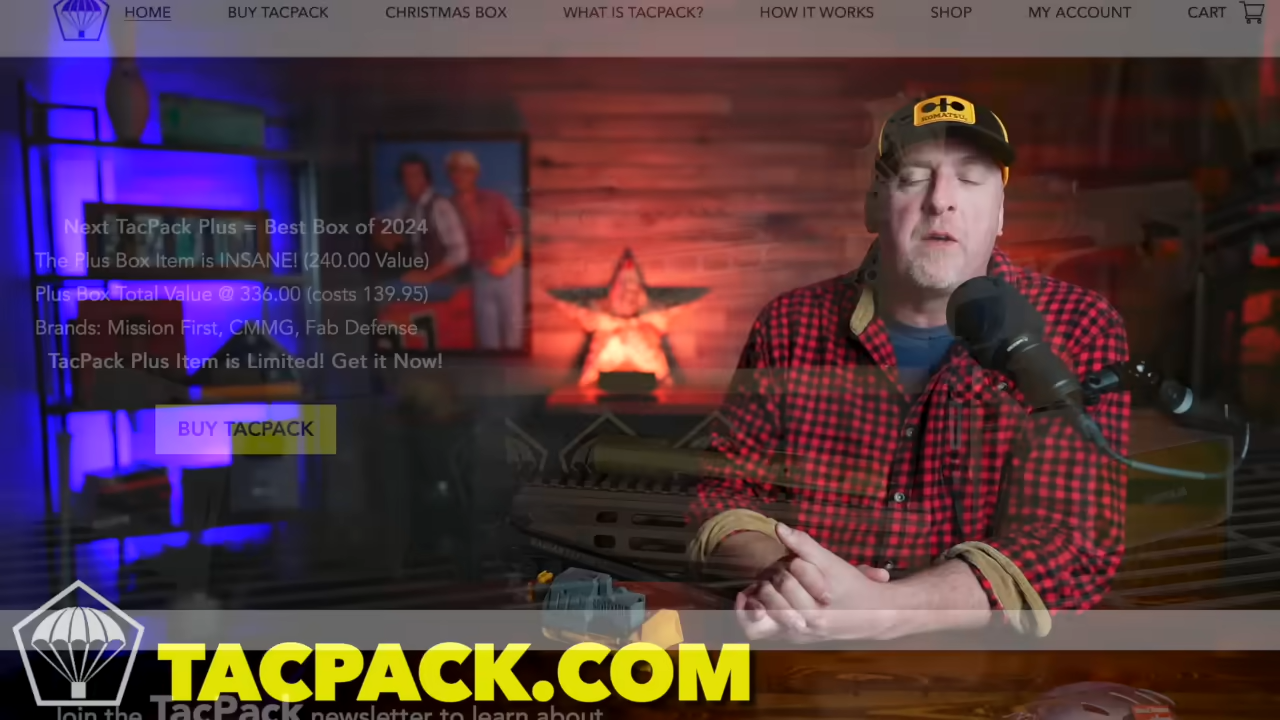 HOME BUY TACPACK CHRISTMAS BOX WHAT IS TACPACK? HOW IT WORKS SHOP MY ACCOUNT CART
KOMATSU
Next TacPack Plus = Best Box of 2024
The Plus Box Item is INSANE! (240.00 Value)
Plus Box Total Value @ 336.00 (costs 139.95)
Brands: Mission First, CMMG, Fab Defense
TacPack Plus Item is Limited! Get it Now!
BUY TACPACK
TACPACK.COM
Join the TacPack newsletter to learn about